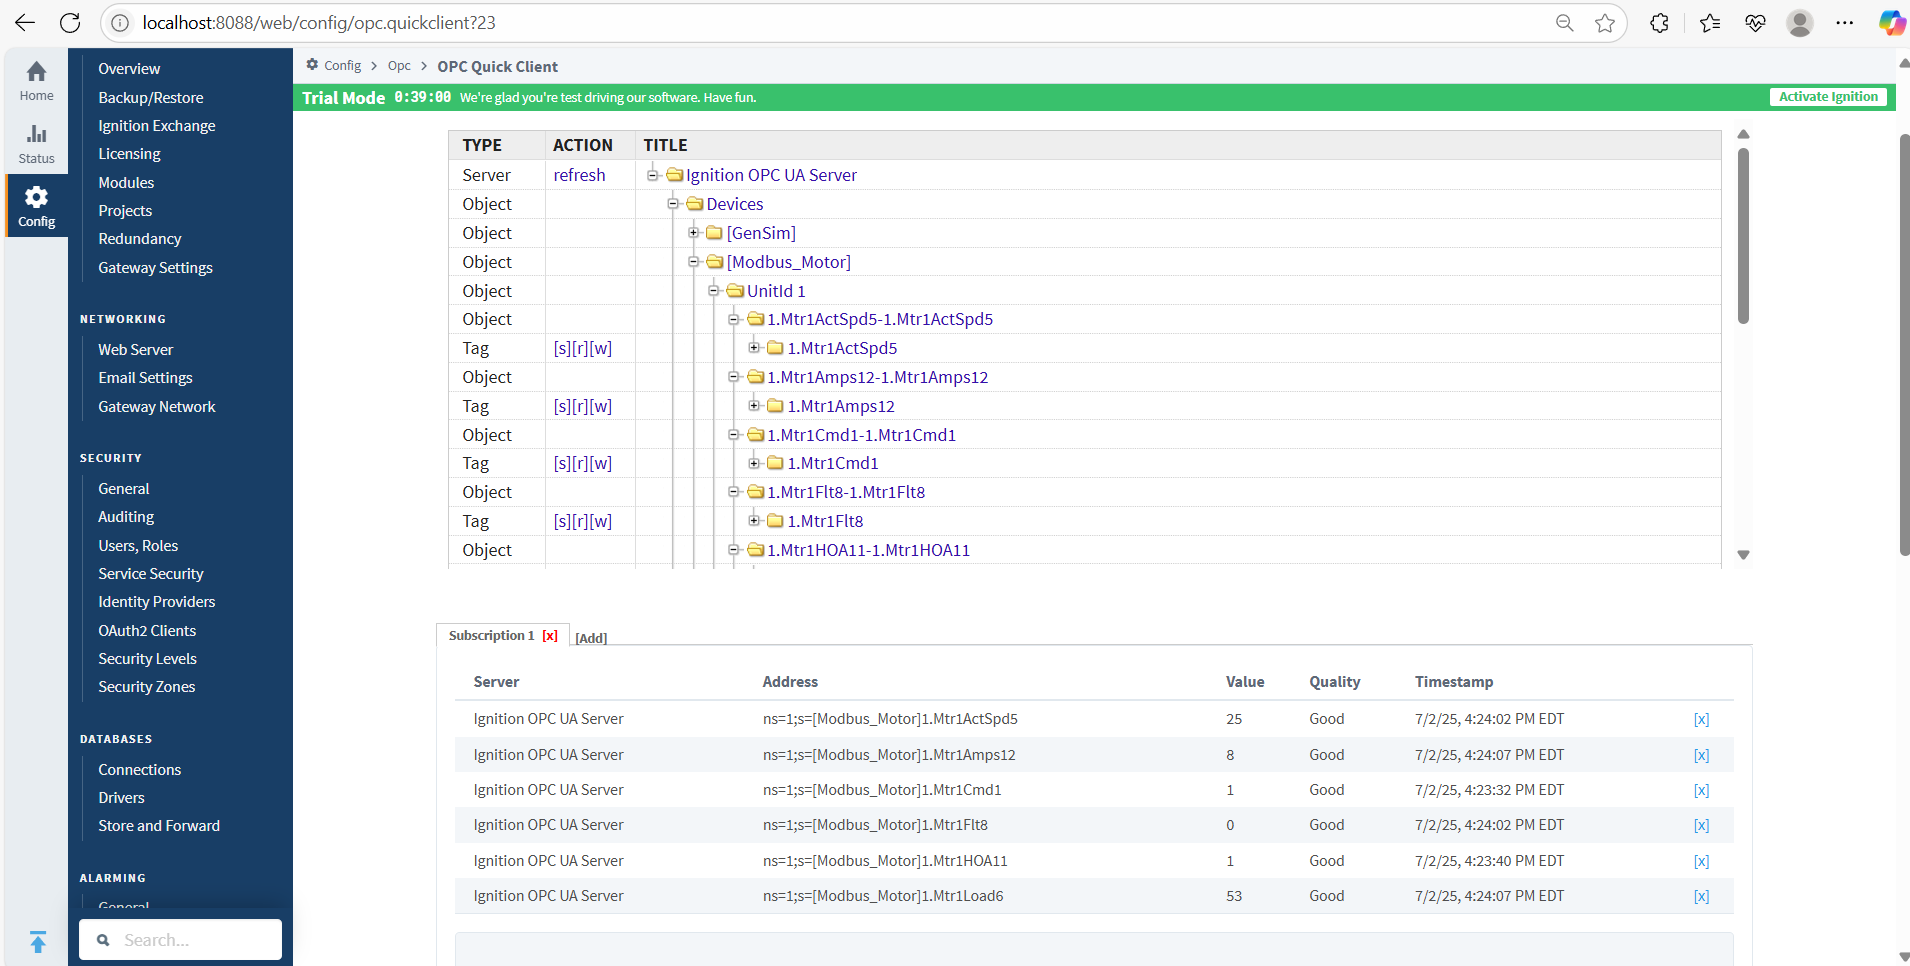 localhost:8088/web/config/opc.quickclient?23
Home
Status
Config
Overview
Backup/Restore
Ignition Exchange
Licensing
Modules
Projects
Redundancy
Gateway Settings
NETWORKING
Web Server
Email Settings
Gateway Network
SECURITY
General
Auditing
Users, Roles
Service Security
Identity Providers
OAuth2 Clients
Security Levels
Security Zones
DATABASES
Connections
Drivers
Store and Forward
ALARMING
General
Search...
Config > Opc > OPC Quick Client
Trial Mode 0:39:00 We're glad you're test driving our software. Have fun. Activate Ignition
TYPE ACTION TITLE
Server refresh Ignition OPC UA Server
Object Devices
Object [GenSim]
Object [Modbus_Motor]
Object UnitId 1
Object 1.Mtr1ActSpd5-1.Mtr1ActSpd5
Tag [s][r][w] 1.Mtr1ActSpd5
Object 1.Mtr1Amps12-1.Mtr1Amps12
Tag [s][r][w] 1.Mtr1Amps12
Object 1.Mtr1Cmd1-1.Mtr1Cmd1
Tag [s][r][w] 1.Mtr1Cmd1
Object 1.Mtr1Flt8-1.Mtr1Flt8
Tag [s][r][w] 1.Mtr1Flt8
Object 1.Mtr1HOA11-1.Mtr1HOA11
Subscription 1 [x] [Add]
Server Address Value Quality Timestamp
Ignition OPC UA Server ns=1;s=[Modbus_Motor]1.Mtr1ActSpd5 25 Good 7/2/25, 4:24:02 PM EDT [x]
Ignition OPC UA Server ns=1;s=[Modbus_Motor]1.Mtr1Amps12 8 Good 7/2/25, 4:24:07 PM EDT [x]
Ignition OPC UA Server ns=1;s=[Modbus_Motor]1.Mtr1Cmd1 1 Good 7/2/25, 4:23:32 PM EDT [x]
Ignition OPC UA Server ns=1;s=[Modbus_Motor]1.Mtr1Flt8 0 Good 7/2/25, 4:24:02 PM EDT [x]
Ignition OPC UA Server ns=1;s=[Modbus_Motor]1.Mtr1HOA11 1 Good 7/2/25, 4:23:40 PM EDT [x]
Ignition OPC UA Server ns=1;s=[Modbus_Motor]1.Mtr1Load6 53 Good 7/2/25, 4:24:07 PM EDT [x]